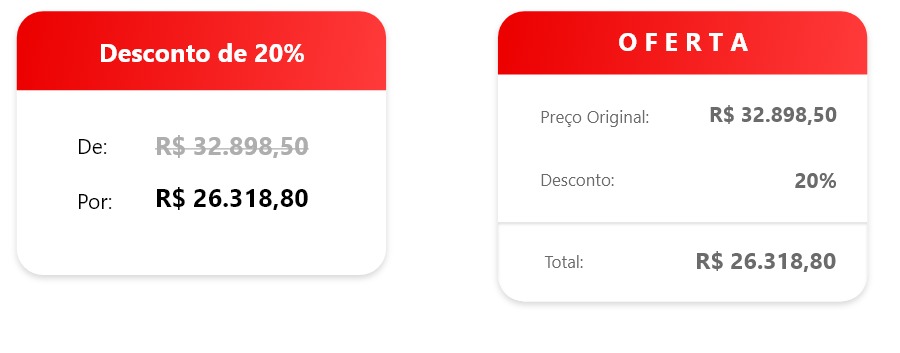 Desconto de 20%
De: R$ 32.898,50
Por: R$ 26.318,80
OFERTA
Preço Original: R$ 32.898,50
Desconto: 20%
Total: R$ 26.318,80